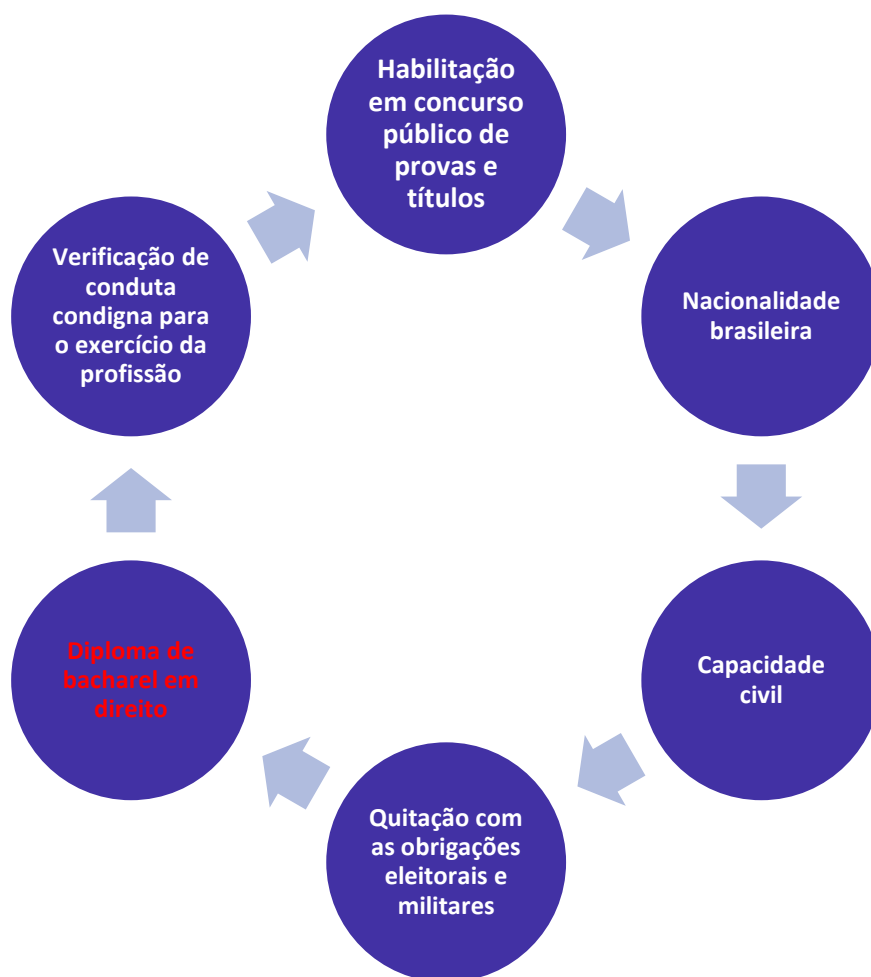 Habilitação
em concurso
público de
provas e
títulos
Nacionalidade
brasileira
Capacidade
civil
Quitação com
as obrigações
eleitorais e
militares
Diploma de
bacharel em
direito
Verificação de
conduta
condigna para
o exercício da
profissão